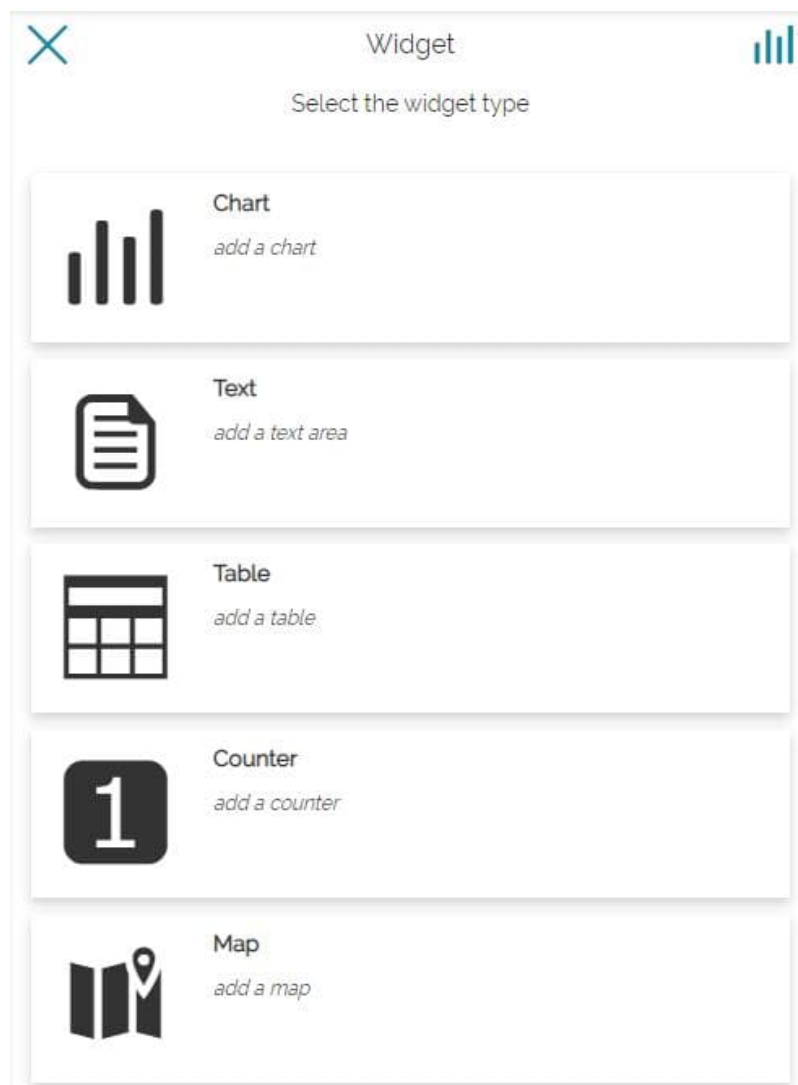 Widget
Select the widget type
Chart
add a chart
Text
add a text area
Table
add a table
1
Counter
add a counter
Map
add a map